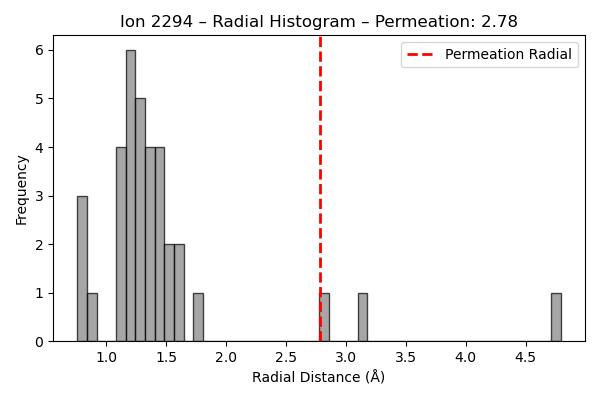 Ion 2294 – Radial Histogram – Permeation: 2.78
Permeation Radial
Frequency
6
5
4
3
2
1
0
1.0 1.5 2.0 2.5 3.0 3.5 4.0 4.5
Radial Distance (Å)